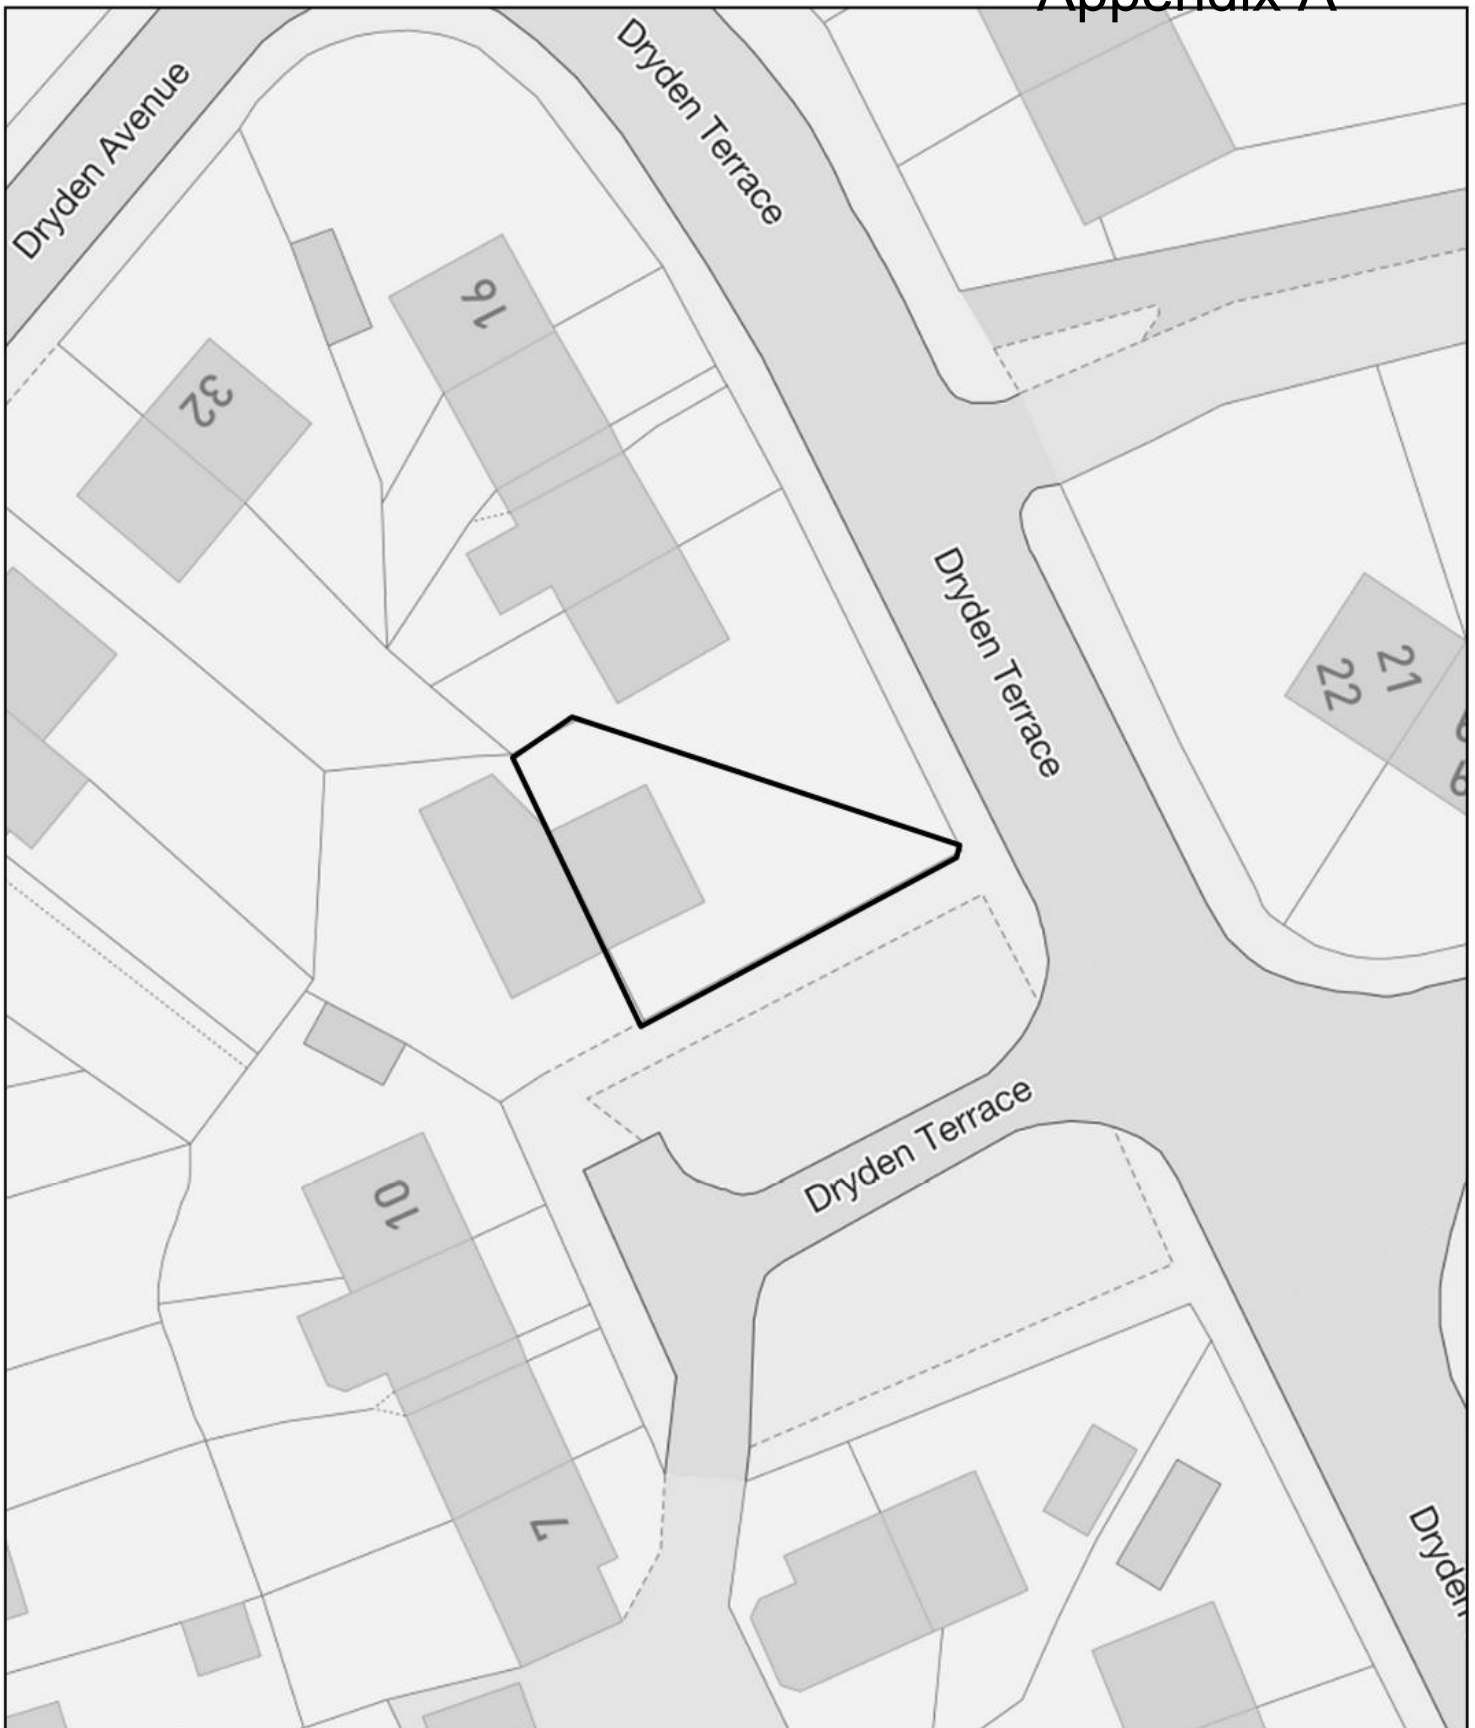 Appendix A
Dryden Avenue
Dryden Terrace
16
32
Dryden Terrace
21
22
Dryden Terrace
10
7
Dryden